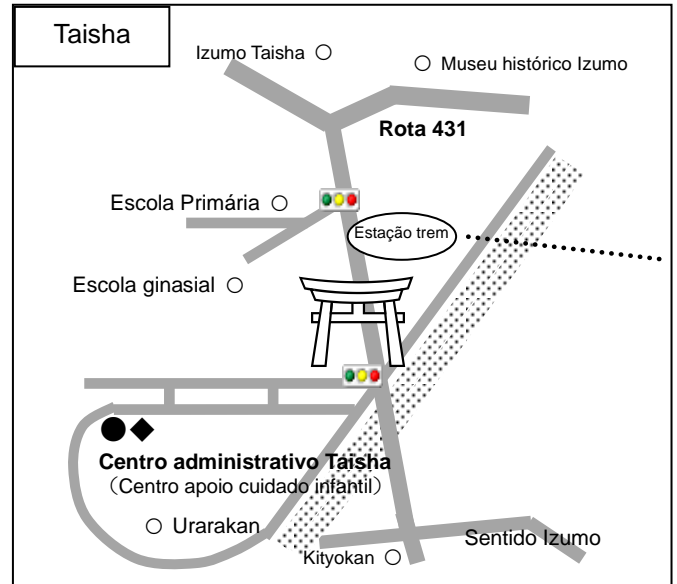 Taisha
Izumo Taisha
Museu histórico Izumo
Rota 431
Escola Primária
Estação trem
Escola ginasial
Centro administrativo Taisha
（Centro apoio cuidado infantil）
Urarakan
Sentido Izumo
Kityokan